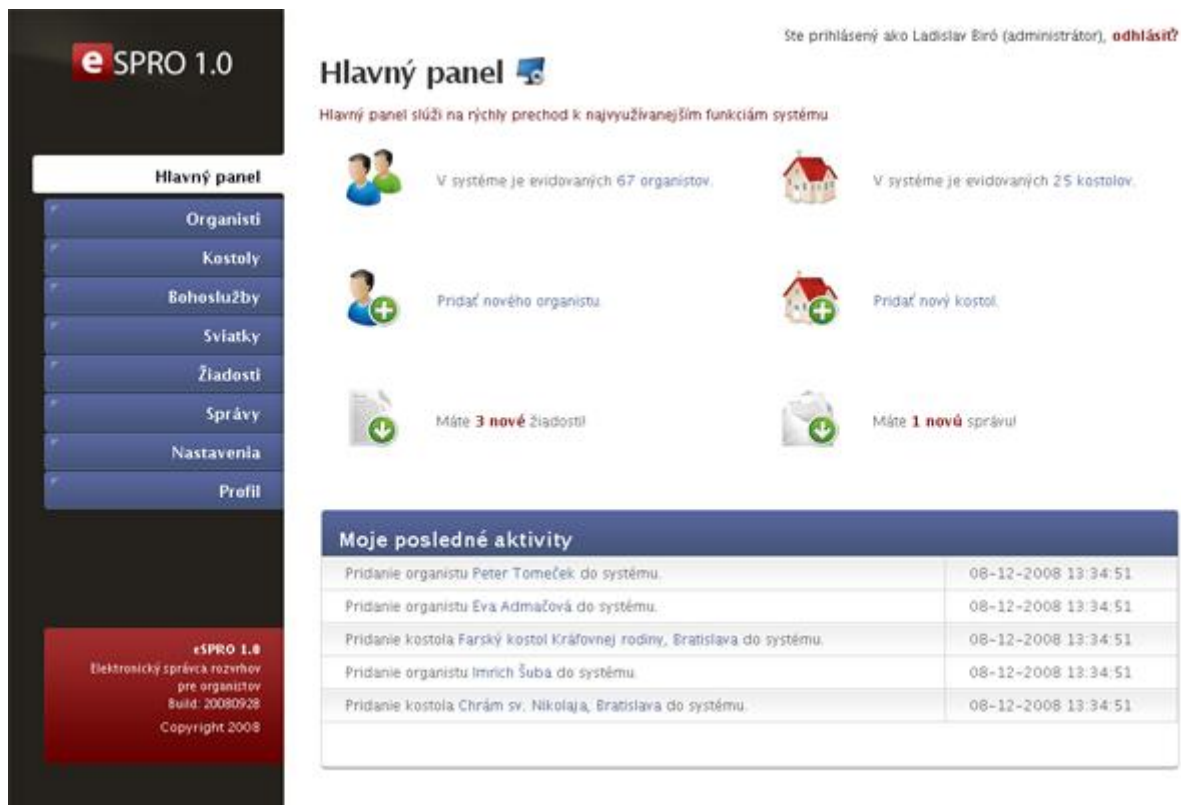 e SPRO 1.0
Ste prihlásený ako Ladislav Biró (administrátor), odhlásiť?
Hlavný panel
Hlavný panel slúži na rýchly prechod k najvyužívanejším funkciám systému
Hlavný panel
Organisti
Kostoly
Bohoslužby
Sviatky
Žiadosti
Správy
Nastavenia
Profil
V systéme je evidovaných 67 organistov.
V systéme je evidovaných 25 kostolov.
Pridať nového organistu.
Pridať nový kostol.
Máte 3 nové žiadosti!
Máte 1 novú správu!
Moje posledné aktivity
Pridanie organistu Peter Tomeček do systému. 08-12-2008 13:34:51
Pridanie organistu Eva Admačová do systému. 08-12-2008 13:34:51
Pridanie kostola Farský kostol Kráľovnej rodiny, Bratislava do systému. 08-12-2008 13:34:51
Pridanie organistu Imrich Šuba do systému. 08-12-2008 13:34:51
Pridanie kostola Chrám sv. Nikolaja, Bratislava do systému. 08-12-2008 13:34:51
eSPRO 1.0
Elektronický správca rozvrhov
pre organistov
Build: 20080928
Copyright 2008